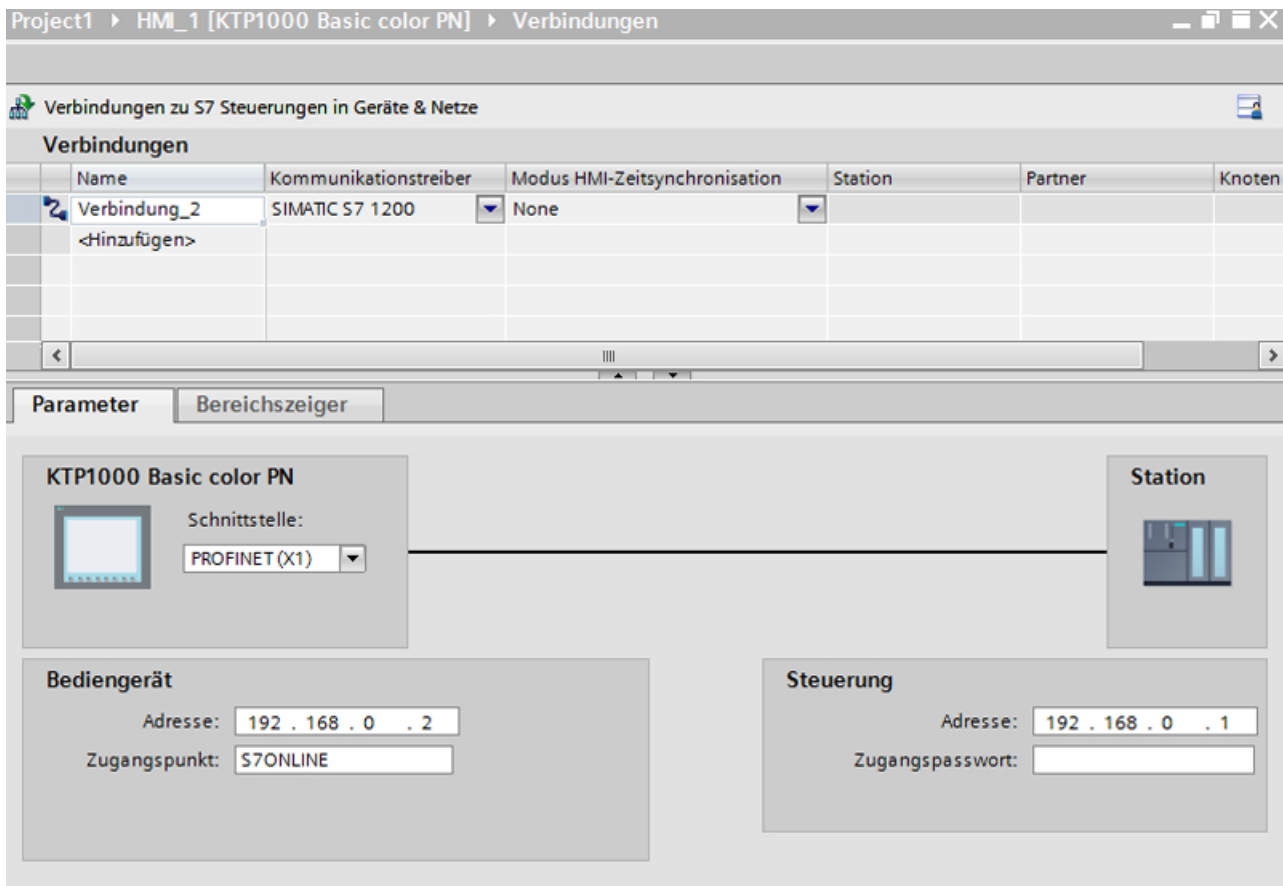 Project1 ▸ HMI_1 [KTP1000 Basic color PN] ▸ Verbindungen
Verbindungen zu S7 Steuerungen in Geräte & Netze
Verbindungen
Name Kommunikationstreiber Modus HMI-Zeitsynchronisation Station Partner Knoten
Verbindung_2 SIMATIC S7 1200 None
<Hinzufügen>
Parameter Bereichszeiger
KTP1000 Basic color PN Station
Schnittstelle:
PROFINET (X1)
Bediengerät
Adresse: 192 . 168 . 0 . 2
Zugangspunkt: S7ONLINE
Steuerung
Adresse: 192 . 168 . 0 . 1
Zugangspasswort: